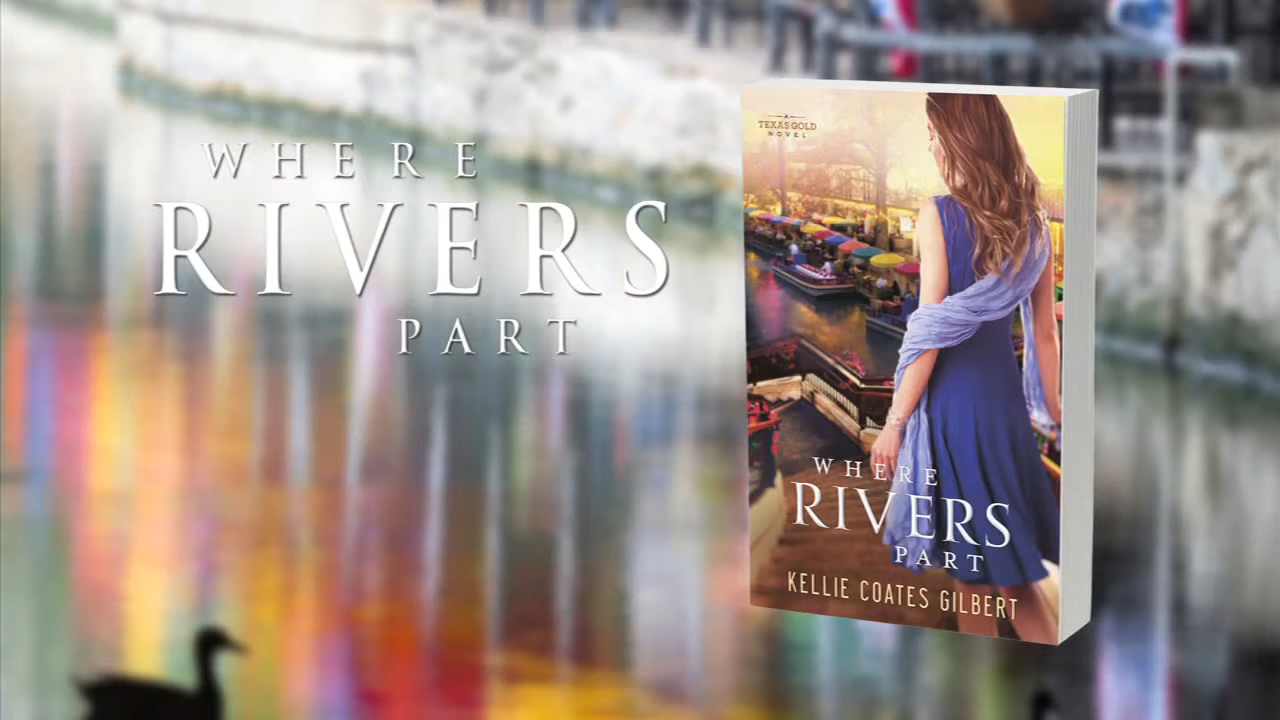 WHERE
RIVERS
PART
A
TEXAS GOLD
NOVEL
WHERE
RIVERS
PART
KELLIE COATES GILBERT